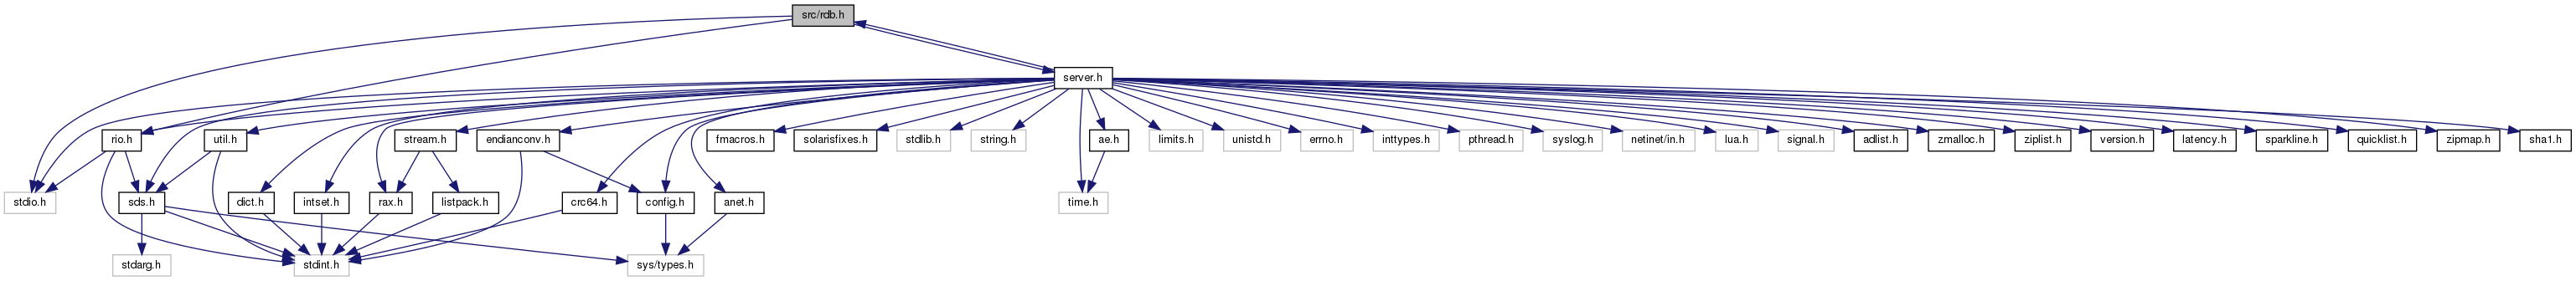 src/rdb.h
server.h
rio.h
util.h
stream.h
endianconv.h
fmacros.h
solarisfixes.h
stdlib.h
string.h
ae.h
limits.h
unistd.h
errno.h
inttypes.h
pthread.h
syslog.h
netinet/in.h
lua.h
signal.h
adlist.h
zmalloc.h
ziplist.h
version.h
latency.h
sparkline.h
quicklist.h
zipmap.h
sha1.h
stdio.h
sds.h
dict.h
intset.h
rax.h
listpack.h
crc64.h
config.h
anet.h
time.h
stdarg.h
stdint.h
sys/types.h